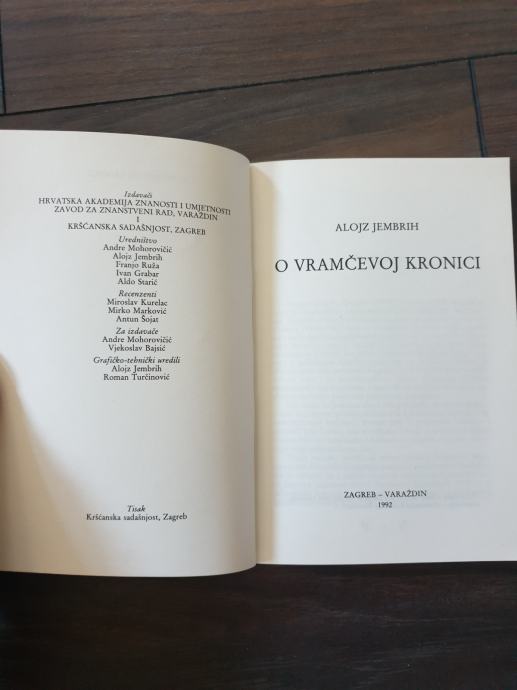 Izdavači
HRVATSKA AKADEMIJA ZNANOSTI I UMJETNOSTI
ZAVOD ZA ZNANSTVENI RAD, VARAŽDIN
I
KRŠĆANSKA SADAŠNJOST, ZAGREB
Uredništvo
Andre Mohorovičić
Alojz Jembrih
Franjo Ruža
Ivan Grabar
Aldo Starić
Recenzenti
Miroslav Kurelac
Mirko Marković
Antun Šojat
Za izdavače
Andre Mohorovičić
Vjekoslav Bajsić
Grafičko-tehnički uredili
Alojz Jembrih
Roman Turčinović
Tisak
Kršćanska sadašnjost, Zagreb
ALOJZ JEMBRIH
O VRAMČEVOJ KRONICI
ZAGREB – VARAŽDIN
1992